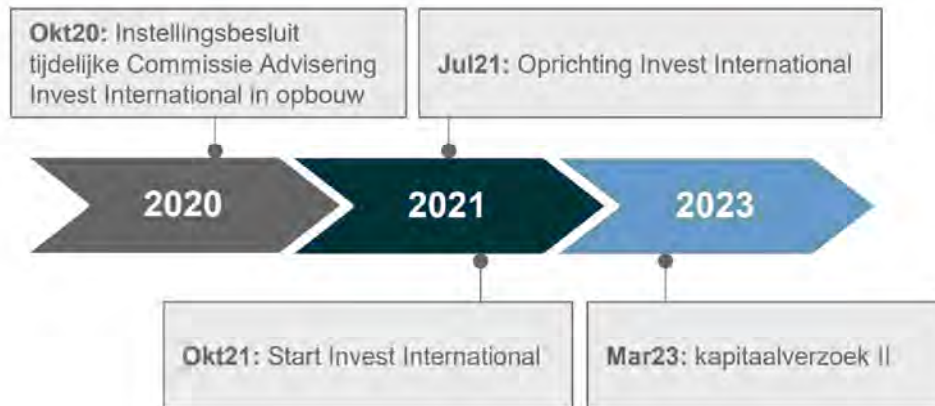 Okt20: Instellingsbesluit
tijdelijke Commissie Advisering
Invest International in opbouw
Jul21: Oprichting Invest International
2020
2021
2023
Okt21: Start Invest International
Mar23: kapitaalverzoek II